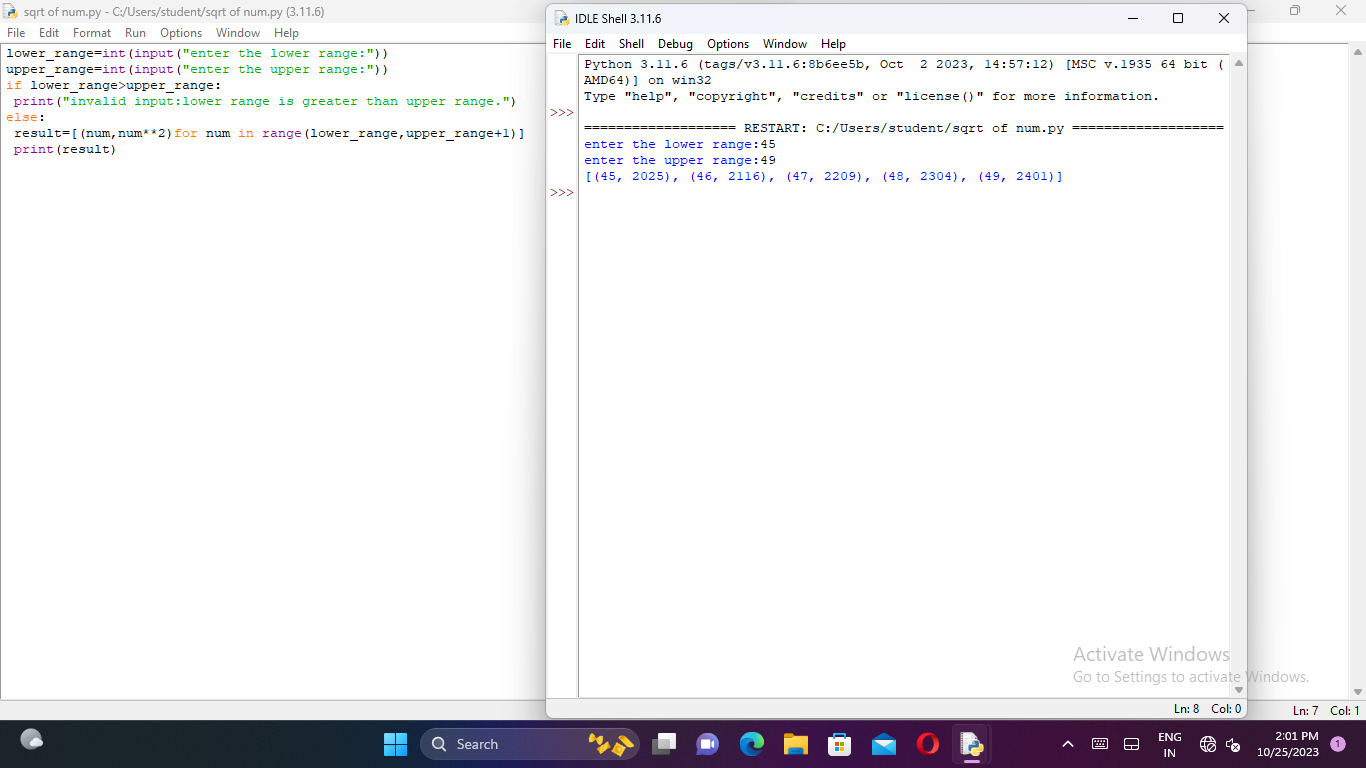 sqrt of num.py - C:/Users/student/sqrt of num.py (3.11.6)
File Edit Format Run Options Window Help
lower_range=int(input("enter the lower range:"))
upper_range=int(input("enter the upper range:"))
if lower_range>upper_range:
 print("invalid input:lower range is greater than upper range.")
else:
 result=[(num,num**2)for num in range(lower_range,upper_range+1)]
 print(result)
IDLE Shell 3.11.6
File Edit Shell Debug Options Window Help
Python 3.11.6 (tags/v3.11.6:8b6ee5b, Oct  2 2023, 14:57:12) [MSC v.1935 64 bit (
AMD64)] on win32
Type "help", "copyright", "credits" or "license()" for more information.
>>>
=================== RESTART: C:/Users/student/sqrt of num.py ===================
enter the lower range:45
enter the upper range:49
[(45, 2025), (46, 2116), (47, 2209), (48, 2304), (49, 2401)]
>>>
Activate Windows
Go to Settings to activate Windows.
Ln: 8 Col: 0
Ln: 7 Col: 1
Search
ENG
IN
2:01 PM
10/25/2023
1